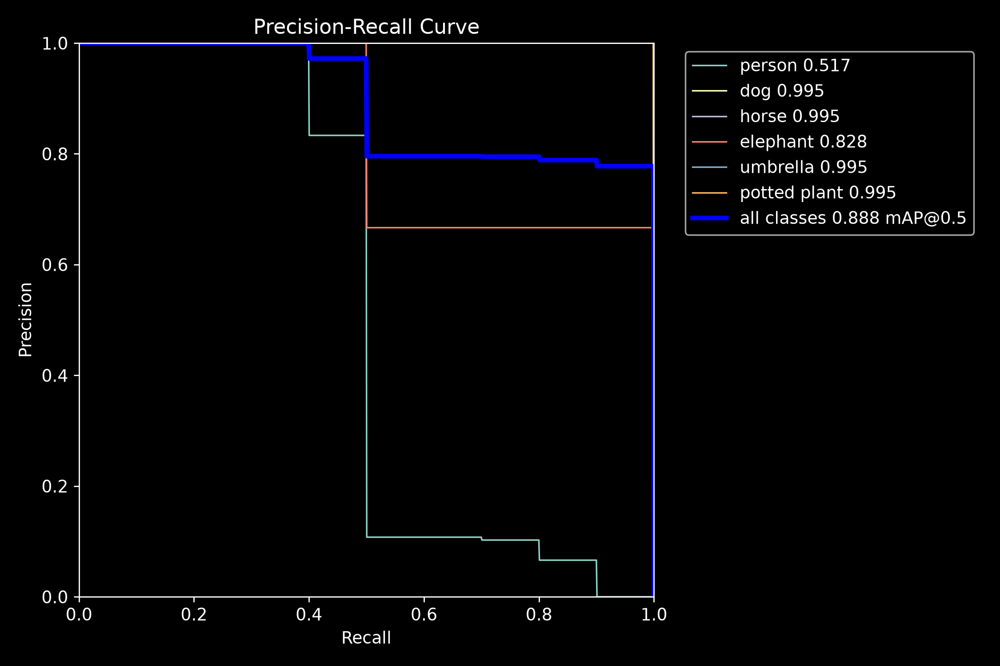 Precision-Recall Curve
1.0
0.8
0.6
0.4
0.2
0.0
Precision
0.0 0.2 0.4 0.6 0.8 1.0
Recall
person 0.517
dog 0.995
horse 0.995
elephant 0.828
umbrella 0.995
potted plant 0.995
all classes 0.888 mAP@0.5